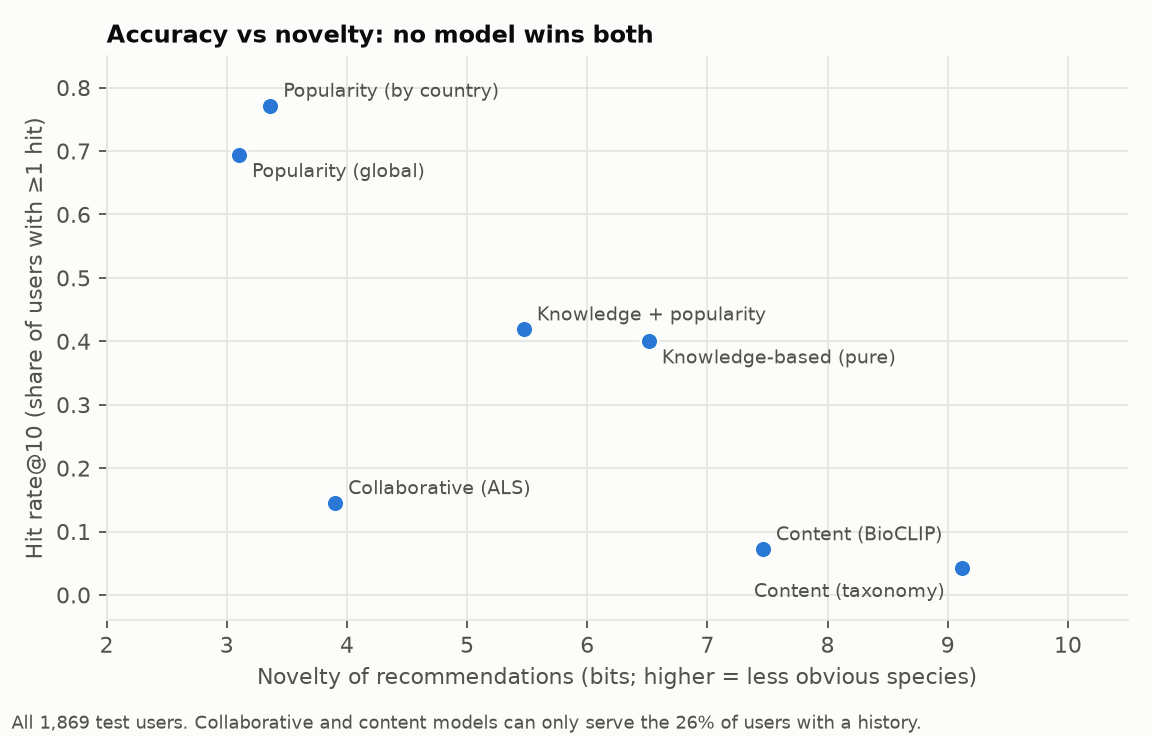 Accuracy vs novelty: no model wins both
Hit rate@10 (share of users with ≥1 hit)
0.8
0.7
0.6
0.5
0.4
0.3
0.2
0.1
0.0
Popularity (by country)
Popularity (global)
Knowledge + popularity
Knowledge-based (pure)
Collaborative (ALS)
Content (BioCLIP)
Content (taxonomy)
2 3 4 5 6 7 8 9 10
Novelty of recommendations (bits; higher = less obvious species)
All 1,869 test users. Collaborative and content models can only serve the 26% of users with a history.